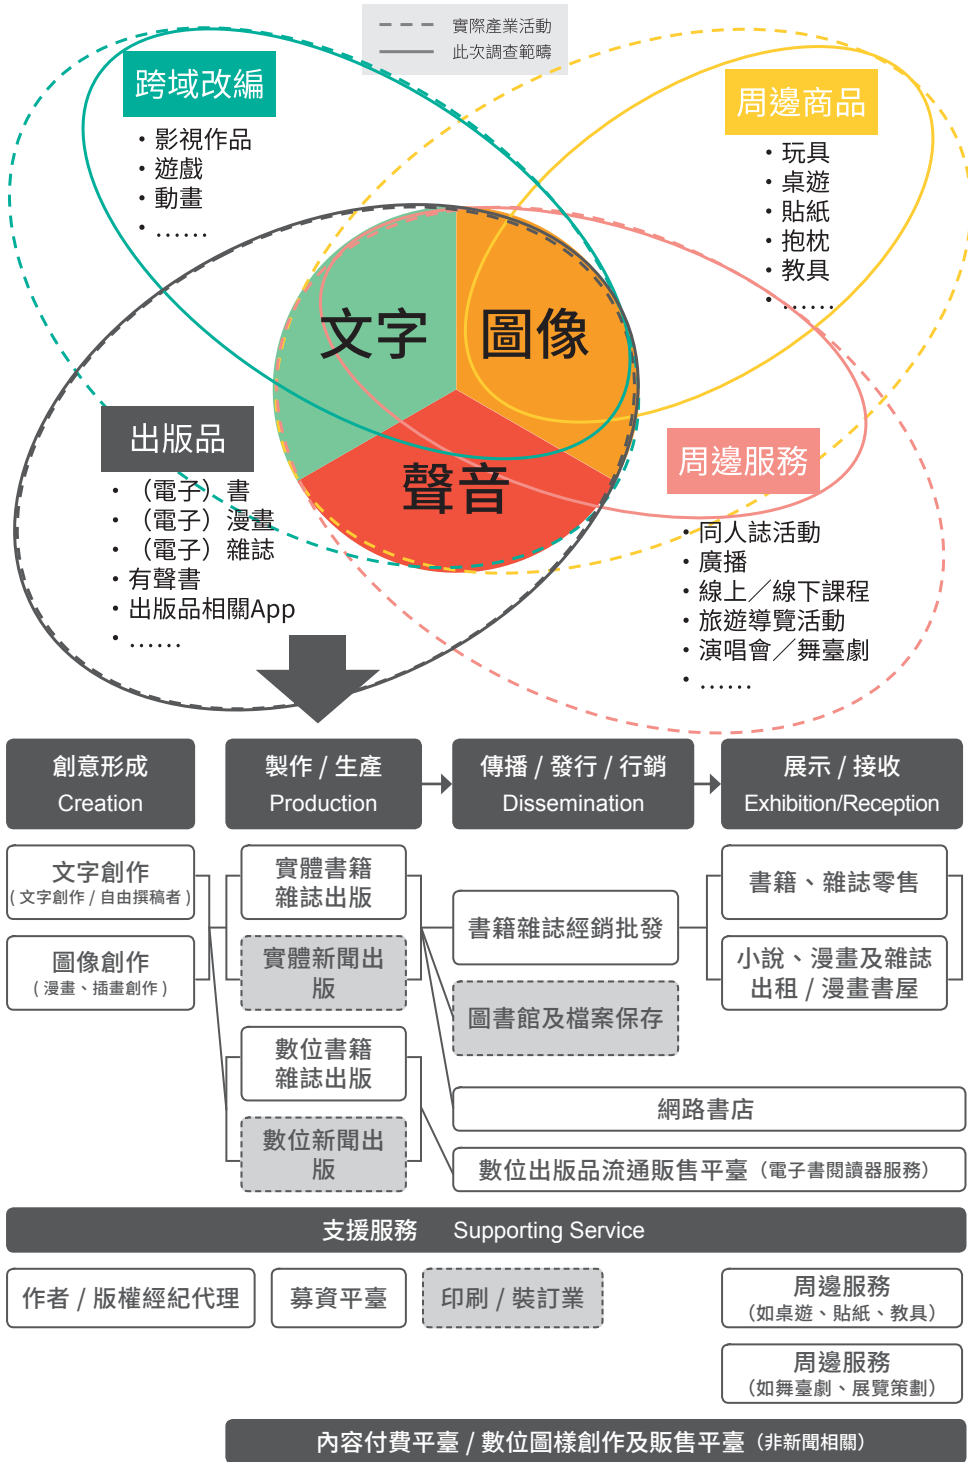 實際產業活動
此次調查範疇
跨域改編
・影視作品
・遊戲
・動畫
・……
周邊商品
・玩具
・桌遊
・貼紙
・抱枕
・教具
・……
文字
圖像
聲音
出版品
・（電子）書
・（電子）漫畫
・（電子）雜誌
・有聲書
・出版品相關App
・……
周邊服務
・同人誌活動
・廣播
・線上／線下課程
・旅遊導覽活動
・演唱會／舞臺劇
・……
創意形成
Creation
製作 / 生產
Production
傳播 / 發行 / 行銷
Dissemination
展示 / 接收
Exhibition/Reception
文字創作
( 文字創作 / 自由撰稿者 )
圖像創作
( 漫畫、插畫創作 )
實體書籍
雜誌出版
實體新聞出
版
數位書籍
雜誌出版
數位新聞出
版
書籍雜誌經銷批發
圖書館及檔案保存
書籍、雜誌零售
小說、漫畫及雜誌
出租 / 漫畫書屋
網路書店
數位出版品流通販售平臺（電子書閱讀器服務）
支援服務 Supporting Service
作者 / 版權經紀代理
募資平臺
印刷 / 裝訂業
周邊服務
（如桌遊、貼紙、教具）
周邊服務
（如舞臺劇、展覽策劃）
內容付費平臺 / 數位圖樣創作及販售平臺（非新聞相關）